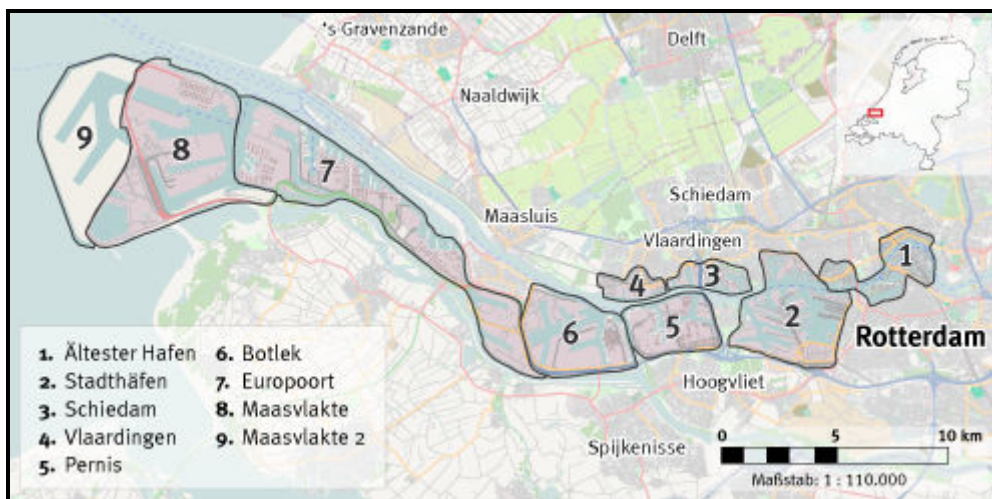 's-Gravenzande
Delft
Naaldwijk
9
8
7
Schiedam
Maasluis
Vlaardingen
1
3
4
2
6
5
Rotterdam
Hoogvliet
Spijkenisse
1. Ältester Hafen
2. Stadthäfen
3. Schiedam
4. Vlaardingen
5. Pernis
6. Botlek
7. Europoort
8. Maasvlakte
9. Maasvlakte 2
0 5 10 km
Maßstab: 1 : 110.000